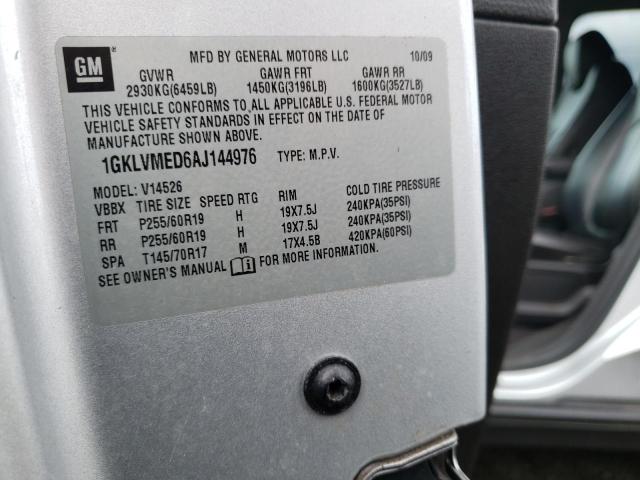 GM
MFD BY GENERAL MOTORS LLC 10/09
GVWR GAWR FRT GAWR RR
2930KG(6459LB) 1450KG(3196LB) 1600KG(3527LB)
THIS VEHICLE CONFORMS TO ALL APPLICABLE U.S. FEDERAL MOTOR
VEHICLE SAFETY STANDARDS IN EFFECT ON THE DATE OF
MANUFACTURE SHOWN ABOVE.
1GKLVMED6AJ144976 TYPE: M.P.V.
MODEL: V14526
VBBX TIRE SIZE SPEED RTG RIM COLD TIRE PRESSURE
FRT P255/60R19 H 19X7.5J 240KPA(35PSI)
RR P255/60R19 H 19X7.5J 240KPA(35PSI)
SPA T145/70R17 M 17X4.5B 420KPA(60PSI)
SEE OWNER'S MANUAL FOR MORE INFORMATION.